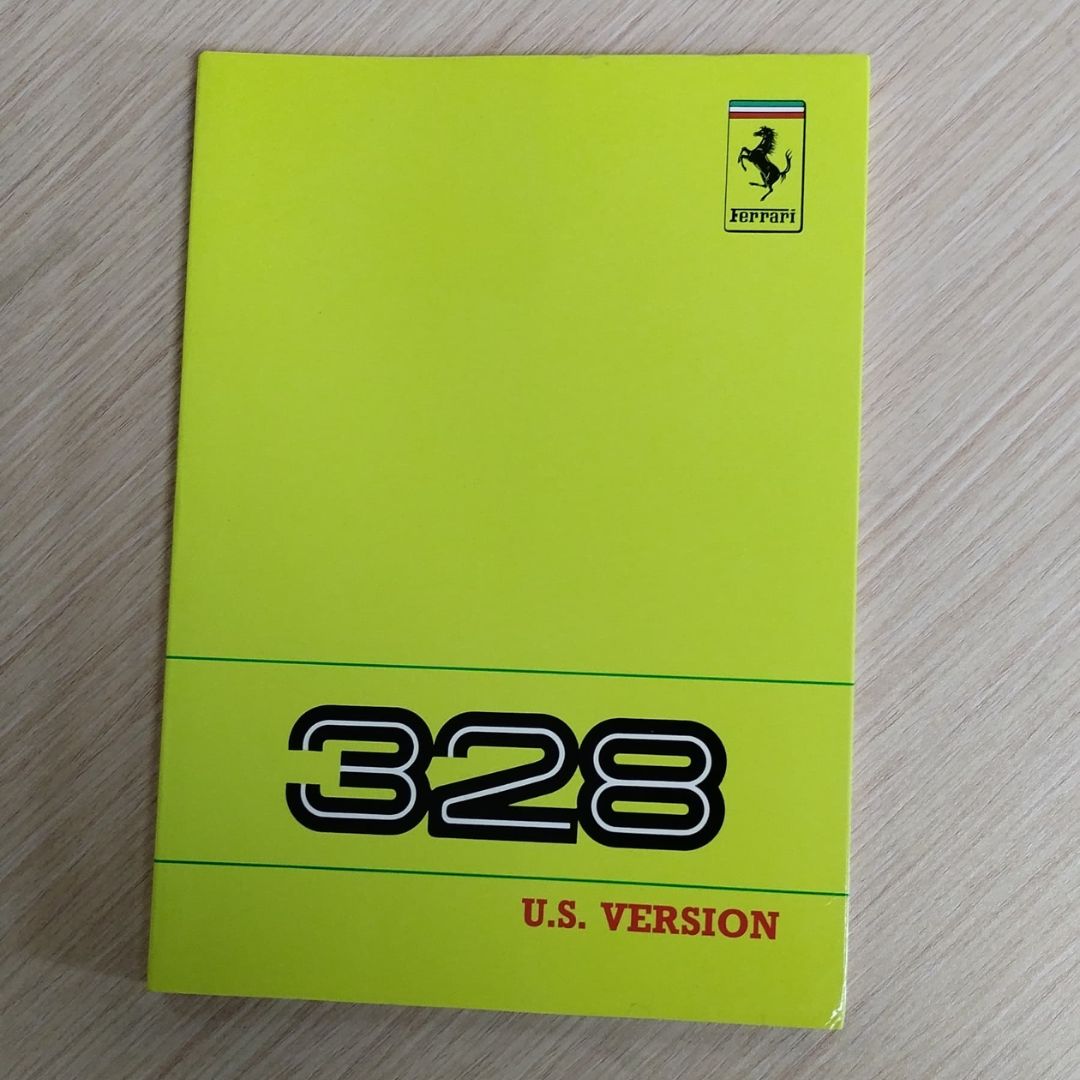 Ferrari
328
U.S. VERSION